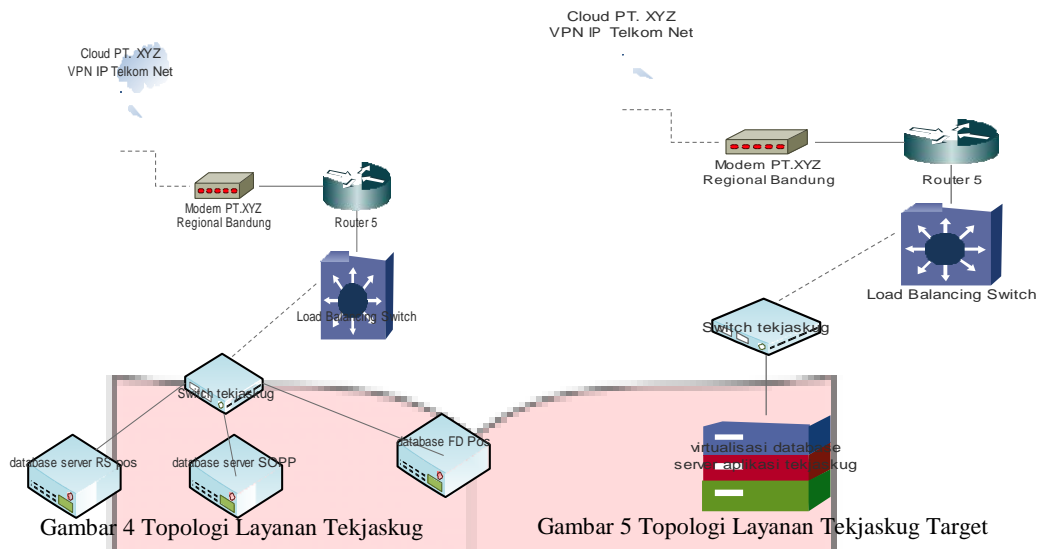 Cloud PT. XYZ
VPN IP Telkom Net
Modem PT.XYZ
Regional Bandung
Router 5
Load Balancing Switch
Switch tekjaskug
database server RS pos
database server SOPP
database FD Pos
Gambar 4 Topologi Layanan Tekjaskug
Cloud PT. XYZ
VPN IP Telkom Net
Modem PT.XYZ
Regional Bandung
Router 5
Load Balancing Switch
Switch tekjaskug
virtualisasi database
server aplikasi tekjaskug
Gambar 5 Topologi Layanan Tekjaskug Target